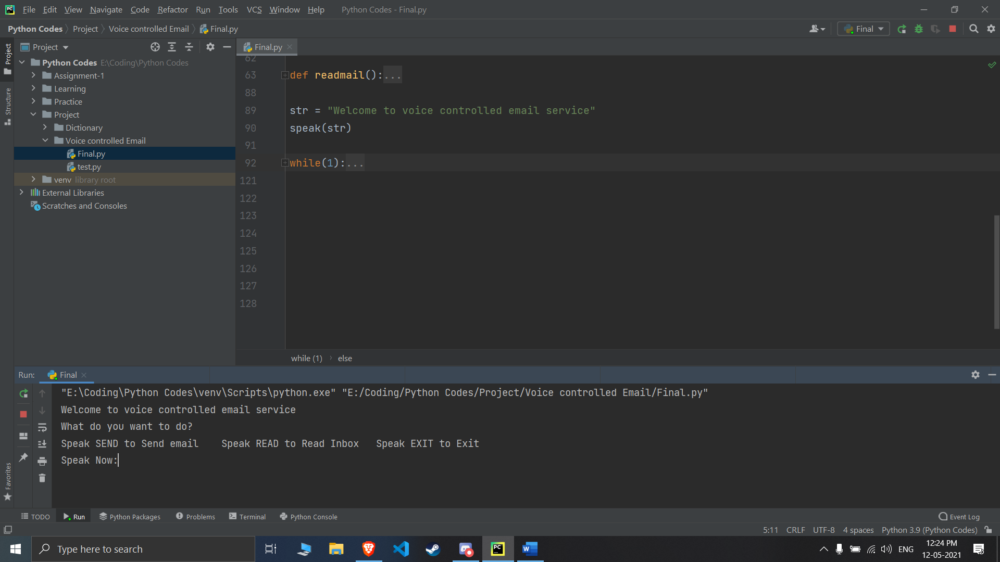 PC File Edit View Navigate Code Refactor Run Tools VCS Window Help Python Codes - Final.py
Python Codes Project Voice controlled Email Final.py Final
Project
Structure
Favorites
Project
Python Codes E:\Coding\Python Codes
Assignment-1
Learning
Practice
Project
Dictionary
Voice controlled Email
Final.py
test.py
venv library root
External Libraries
Scratches and Consoles
Final.py
62
63 def readmail():...
88
89 str = "Welcome to voice controlled email service"
90 speak(str)
91
92 while(1):...
121
122
123
124
125
126
127
128
while (1) › else
Run: Final
"E:\Coding\Python Codes\venv\Scripts\python.exe" "E:/Coding/Python Codes/Project/Voice controlled Email/Final.py"
Welcome to voice controlled email service
What do you want to do?
Speak SEND to Send email    Speak READ to Read Inbox   Speak EXIT to Exit
Speak Now:
TODO Run Python Packages Problems Terminal Python Console Event Log
5:11 CRLF UTF-8 4 spaces Python 3.9 (Python Codes)
Type here to search PC W ENG 12:24 PM
12-05-2021